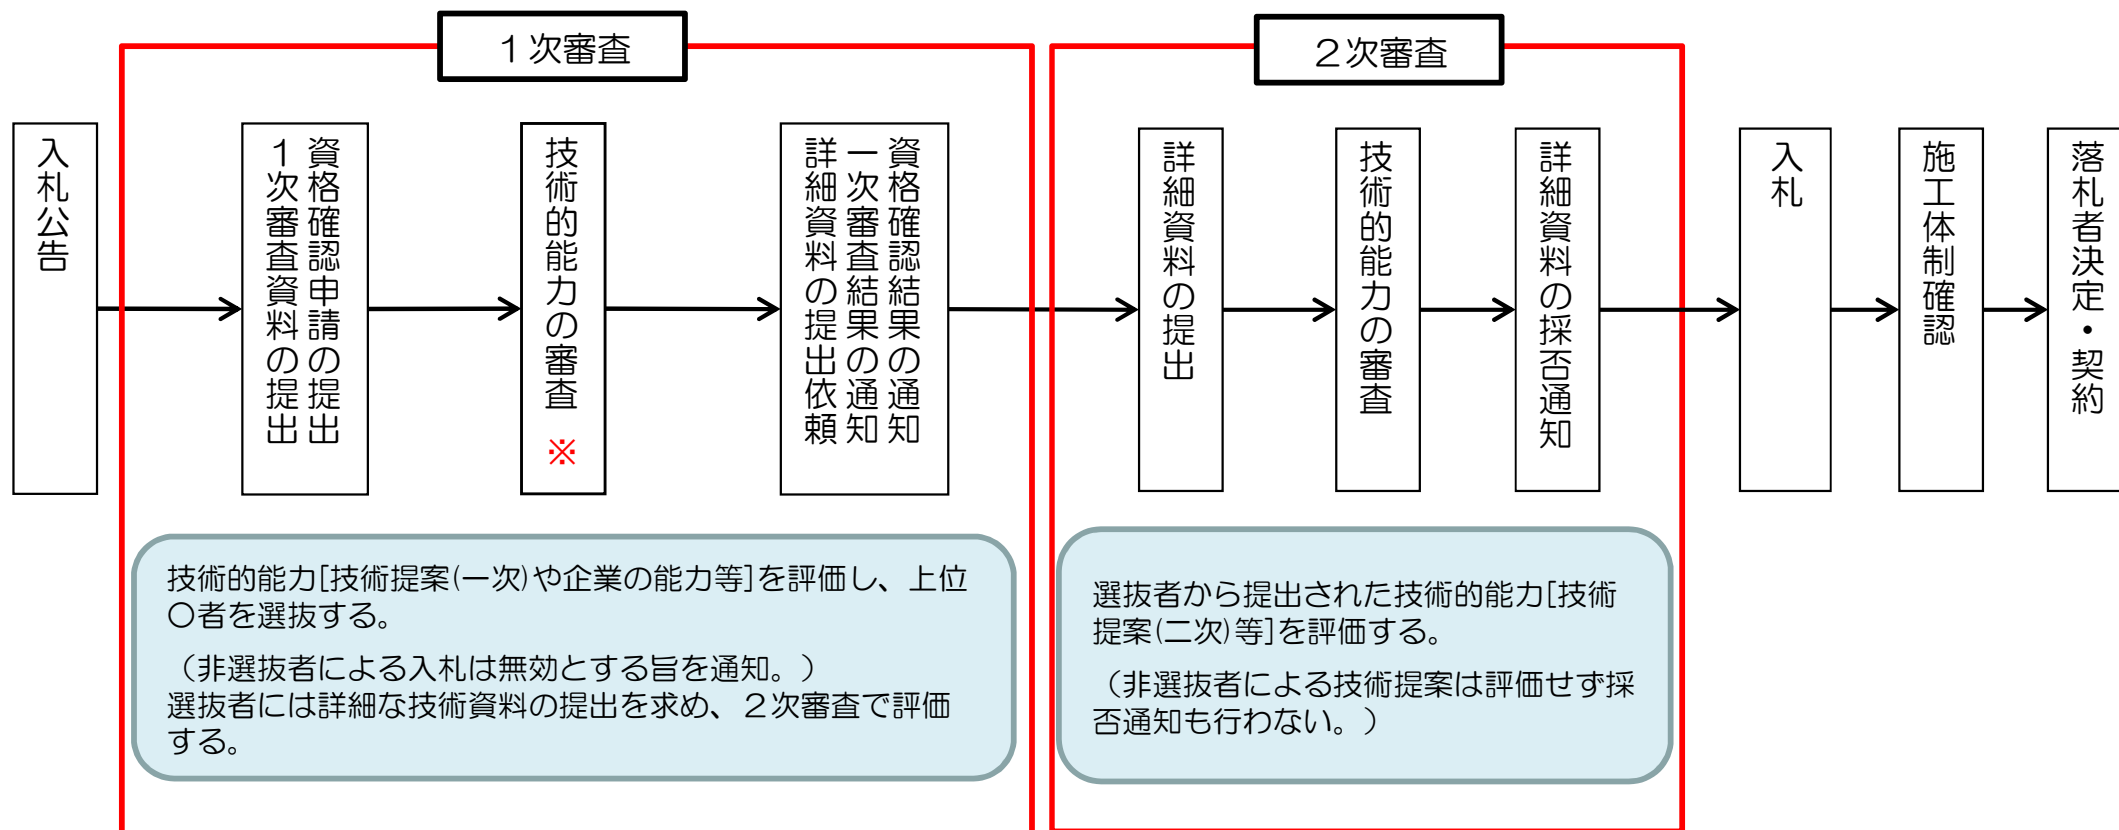 １次審査
２次審査
入札公告
資格確認申請の提出
１次審査資料の提出
技術的能力の審査 ※
資格確認結果の通知
一次審査結果の通知
詳細資料の提出依頼
詳細資料の提出
技術的能力の審査
詳細資料の採否通知
入札
施工体制確認
落札者決定・契約
技術的能力[技術提案(一次)や企業の能力等]を評価し、上位
〇者を選抜する。
（非選抜者による入札は無効とする旨を通知。）
選抜者には詳細な技術資料の提出を求め、２次審査で評価
する。
選抜者から提出された技術的能力[技術
提案(二次)等]を評価する。
（非選抜者による技術提案は評価せず採
否通知も行わない。）